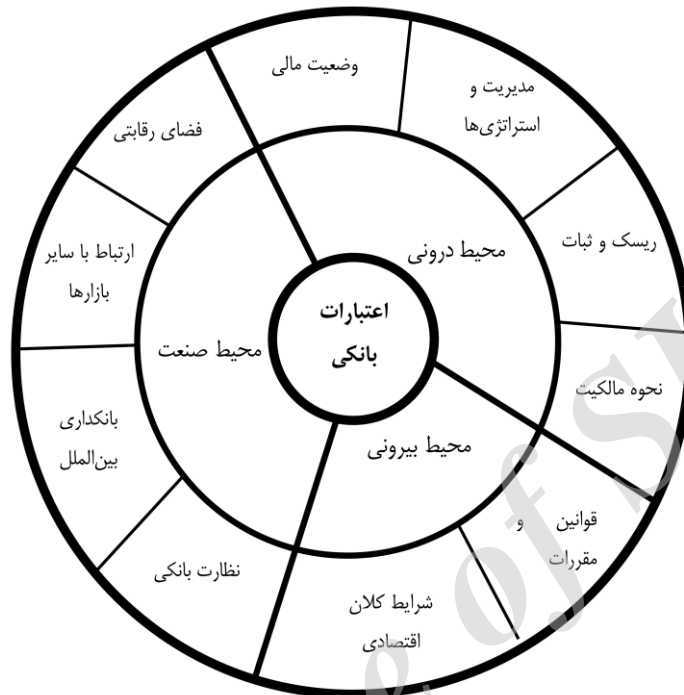 وضعیت مالی
مدیریت و
استراتژی‌ها
فضای رقابتی
ریسک و ثبات
ارتباط با سایر
بازارها
محیط درونی
اعتبارات
بانکی
محیط صنعت
نحوه مالکیت
بانکداری
بین‌الملل
محیط بیرونی
قوانین و
مقررات
نظارت بانکی
شرایط کلان
اقتصادی
e of S